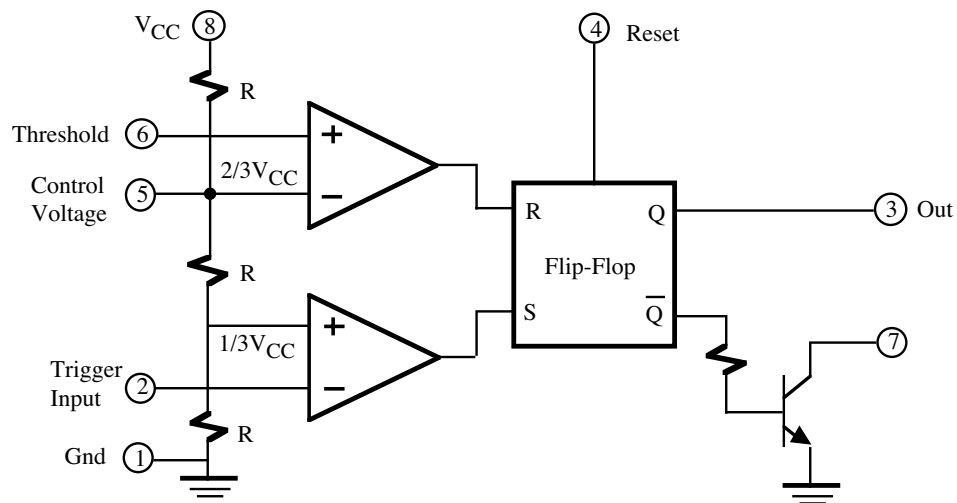 V_CC 8
4 Reset
R
Threshold 6 +
Control
Voltage 5
2/3V_CC −
R Q
3 Out
R
Flip-Flop
S Q̅
+
1/3V_CC
7
Trigger
Input 2 −
R
Gnd 1